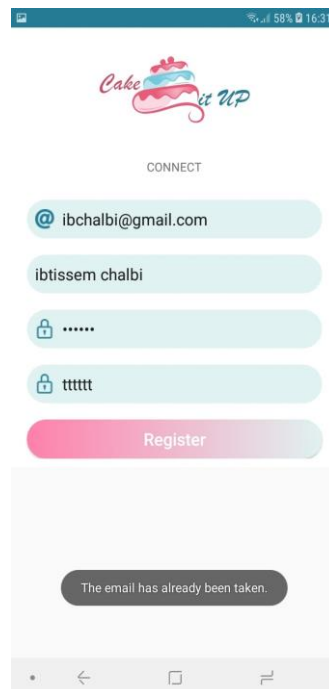 58% 16:31
Cake
it UP
CONNECT
@ ibchalbi@gmail.com
ibtissem chalbi
••••••
tttttt
Register
The email has already been taken.